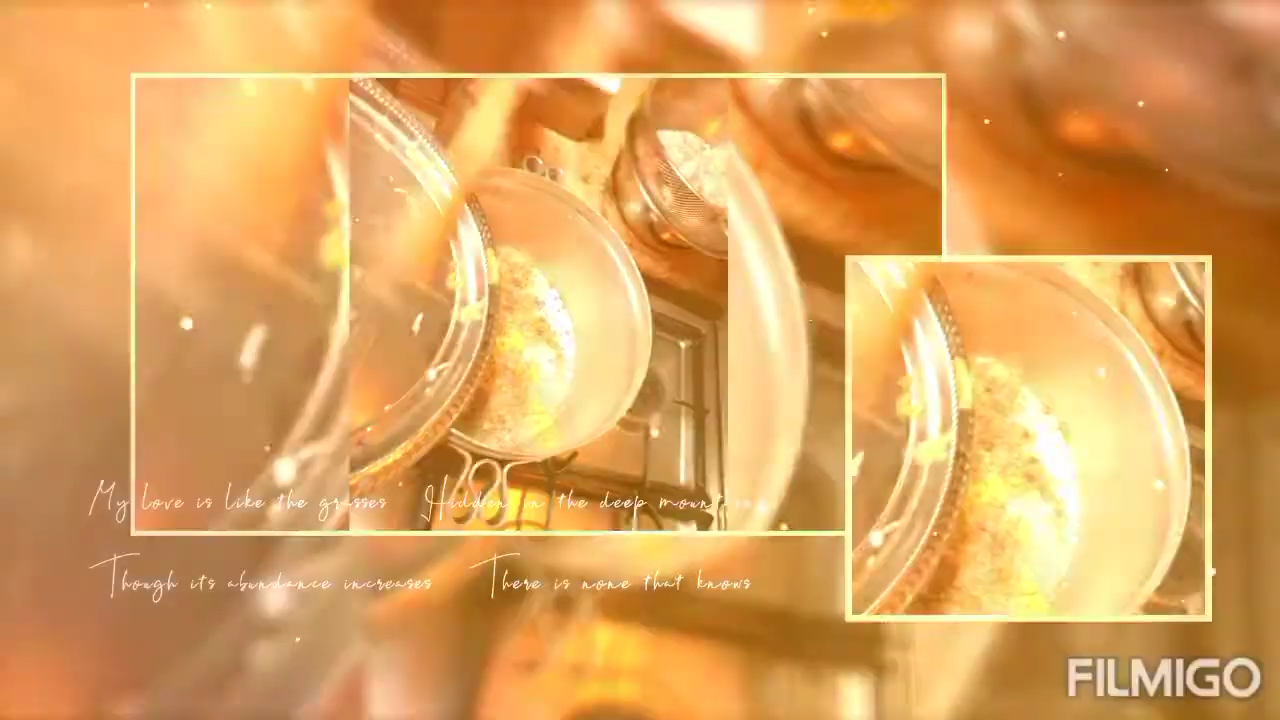 My love is like the grasses Hidden in the deep
Though its abundance increases There is none that knows
FILMIGO